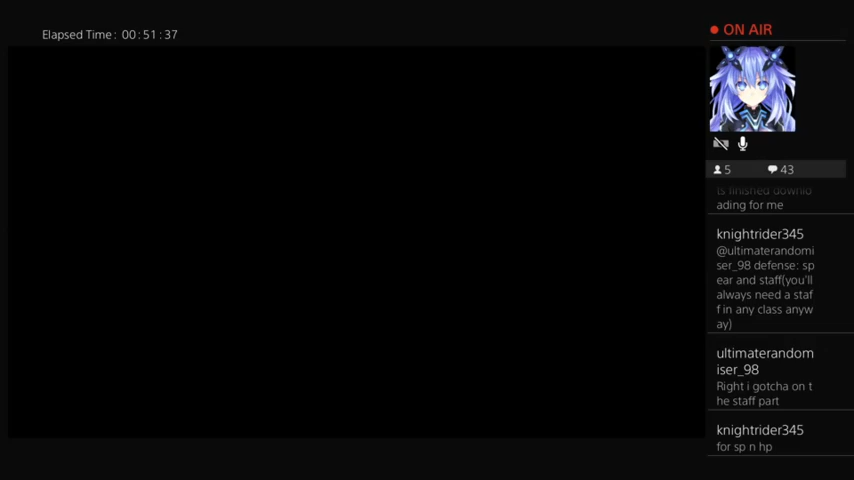 Elapsed Time: 00:51:37
ON AIR
5 43
ts finished downlo
ading for me
knightrider345
@ultimaterandomi
ser_98 defense: sp
ear and staff(you'll
always need a staf
f in any class anyw
ay)
ultimaterandom
iser_98
Right i gotcha on t
he staff part
knightrider345
for sp n hp